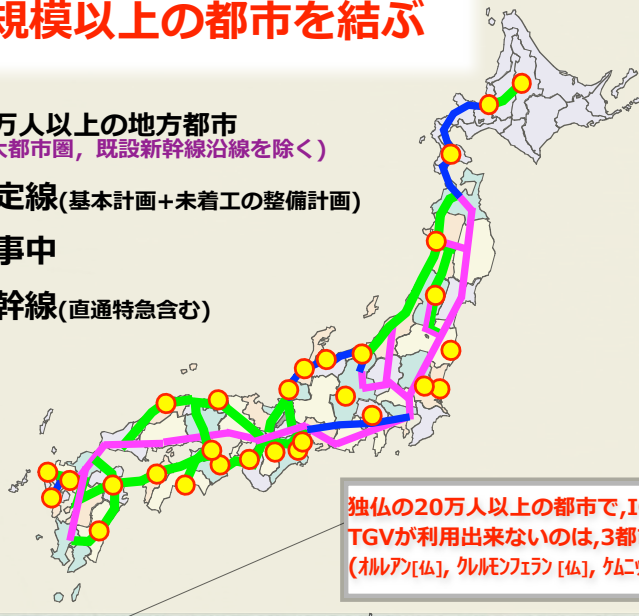 規模以上の都市を結ぶ
万人以上の地方都市
大都市圏，既設新幹線沿線を除く)
定線(基本計画+未着工の整備計画)
事中
幹線(直通特急含む)
独仏の20万人以上の都市で,I
TGVが利用出来ないのは,3都
(ｵﾙﾚｱﾝ[仏], ｸﾚﾙﾓﾝﾌｪﾗﾝ [仏], ｹﾑﾆ